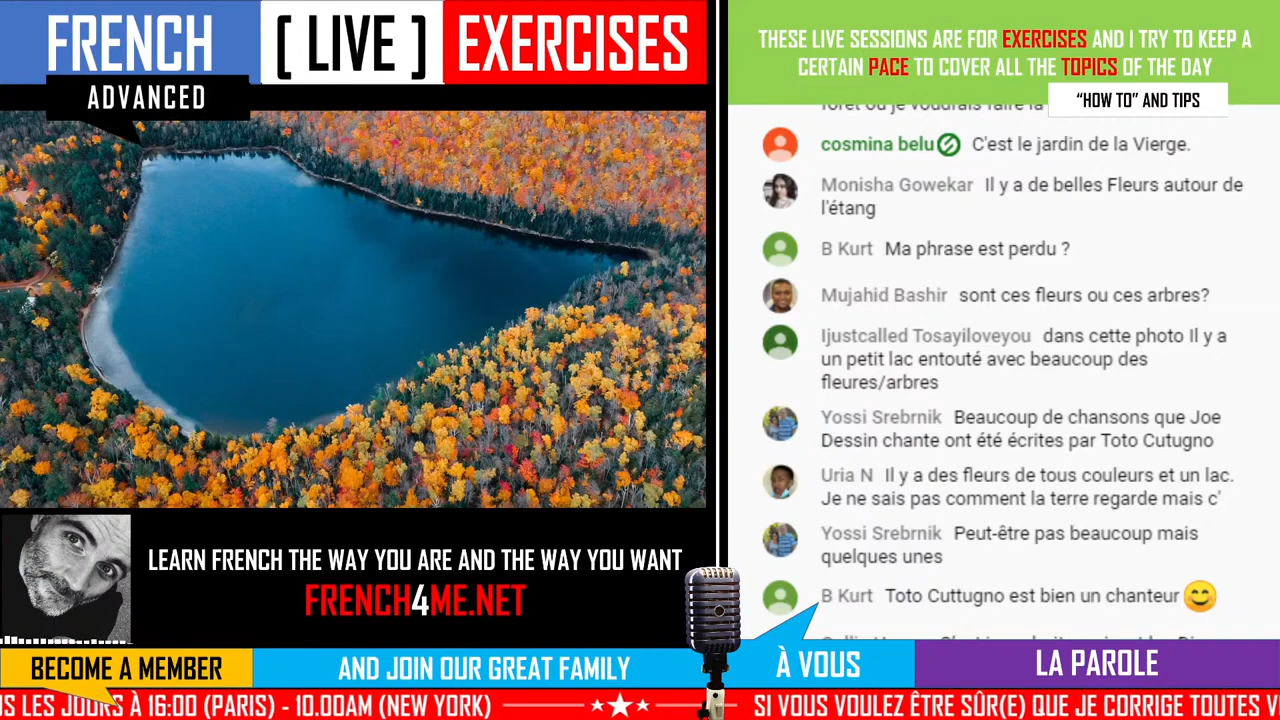 FRENCH [ LIVE ] EXERCISES
ADVANCED
THESE LIVE SESSIONS ARE FOR EXERCISES AND I TRY TO KEEP A
CERTAIN PACE TO COVER ALL THE TOPICS OF THE DAY
“HOW TO” AND TIPS
forêt où je voudrais faire la
cosmina belu C'est le jardin de la Vierge.
Monisha Gowekar Il y a de belles Fleurs autour de
l'étang
B Kurt Ma phrase est perdu ?
Mujahid Bashir sont ces fleurs ou ces arbres?
Ijustcalled Tosayiloveyou dans cette photo Il y a
un petit lac entouté avec beaucoup des
fleures/arbres
Yossi Srebrnik Beaucoup de chansons que Joe
Dessin chante ont été écrites par Toto Cutugno
Uria N Il y a des fleurs de tous couleurs et un lac.
Je ne sais pas comment la terre regarde mais c'
Yossi Srebrnik Peut-être pas beaucoup mais
quelques unes
B Kurt Toto Cuttugno est bien un chanteur 😊
LEARN FRENCH THE WAY YOU ARE AND THE WAY YOU WANT
FRENCH4ME.NET
BECOME A MEMBER AND JOIN OUR GREAT FAMILY
À VOUS LA PAROLE
US LES JOURS À 16:00 (PARIS) - 10.00AM (NEW YORK)
SI VOUS VOULEZ ÊTRE SÛR(E) QUE JE CORRIGE TOUTES V